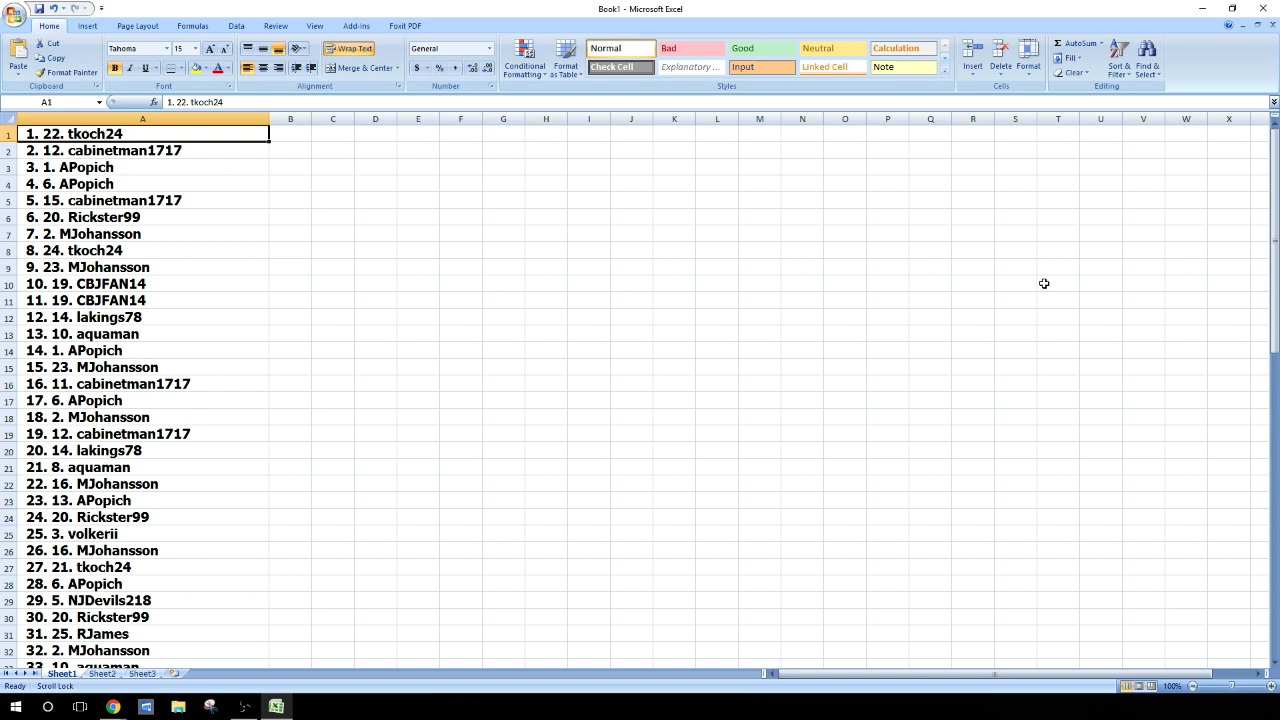 Book1 - Microsoft Excel
Home Insert Page Layout Formulas Data Review View Add-Ins Foxit PDF
Paste Cut Copy Format Painter Clipboard
Tahoma 15 B I U A A A Font
Wrap Text Merge & Center Alignment
General $ % , Number
Conditional Formatting Format as Table
Normal Bad Good Neutral Calculation
Check Cell Explanatory ... Input Linked Cell Note
Styles
Insert Delete Format Cells
AutoSum Fill Clear Sort & Filter Find & Select Editing
A1 fx 1. 22. tkoch24
A B C D E F G H I J K L M N O P Q R S T U V W X
1 1. 22. tkoch24
2 2. 12. cabinetman1717
3 3. 1. APopich
4 4. 6. APopich
5 5. 15. cabinetman1717
6 6. 20. Rickster99
7 7. 2. MJohansson
8 8. 24. tkoch24
9 9. 23. MJohansson
10 10. 19. CBJFAN14
11 11. 19. CBJFAN14
12 12. 14. lakings78
13 13. 10. aquaman
14 14. 1. APopich
15 15. 23. MJohansson
16 16. 11. cabinetman1717
17 17. 6. APopich
18 18. 2. MJohansson
19 19. 12. cabinetman1717
20 20. 14. lakings78
21 21. 8. aquaman
22 22. 16. MJohansson
23 23. 13. APopich
24 24. 20. Rickster99
25 25. 3. volkerii
26 26. 16. MJohansson
27 27. 21. tkoch24
28 28. 6. APopich
29 29. 5. NJDevils218
30 30. 20. Rickster99
31 31. 25. RJames
32 32. 2. MJohansson
33. 10. aquaman
Sheet1 Sheet2 Sheet3
Ready Scroll Lock 100%